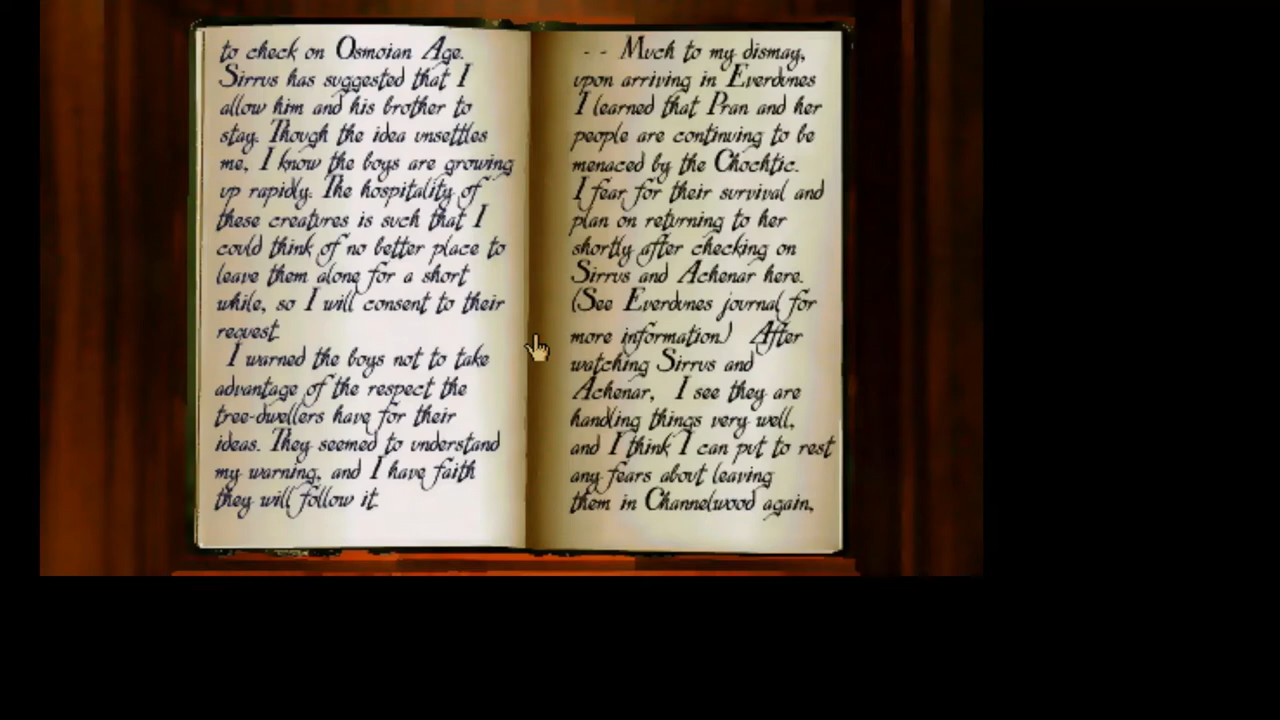 to check on Osmoian Age.
Sirrus has suggested that I
allow him and his brother to
stay. Though the idea unsettles
me, I know the boys are growing
up rapidly. The hospitality of
these creatures is such that I
could think of no better place to
leave them alone for a short
while, so I will consent to their
request.
I warned the boys not to take
advantage of the respect the
tree-dwellers have for their
ideas. They seemed to understand
my warning, and I have faith
they will follow it.
- - Much to my dismay,
upon arriving in Everdunes
I learned that Pran and her
people are continuing to be
menaced by the Chochtic.
I fear for their survival and
plan on returning to her
shortly after checking on
Sirrus and Achenar here.
(See Everdunes journal for
more information.) After
watching Sirrus and
Achenar, I see they are
handling things very well,
and I think I can put to rest
any fears about leaving
them in Channelwood again,